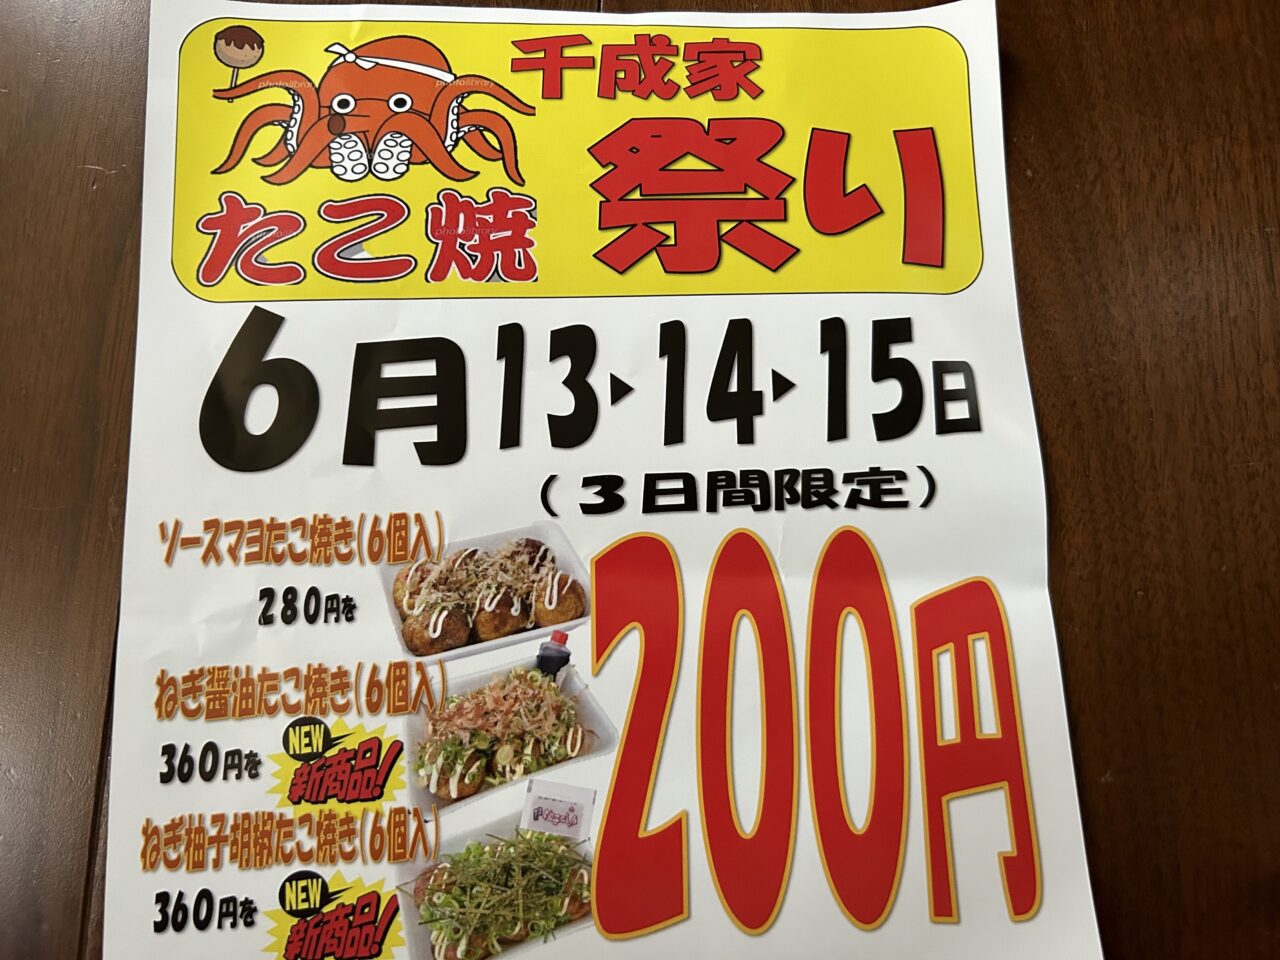 千成家
祭り
たこ焼
6月13▶14▶15日
(3日間限定)
ソースマヨたこ焼き(6個入)
280円を
200円
ねぎ醤油たこ焼き(6個入)
360円を
NEW
新商品!
ねぎ柚子胡椒たこ焼き(6個入)
360円を
NEW
新商品!
photolibrary
photolibrary
photolibrary
photolibrary